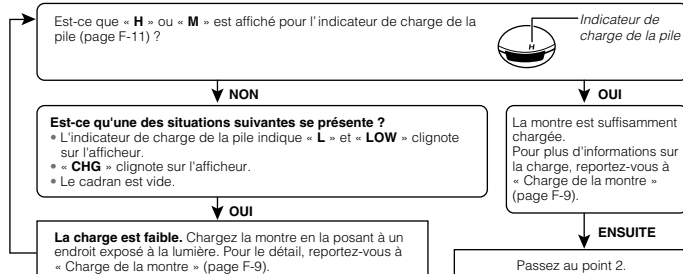 Est-ce que « H » ou « M » est affiché pour l'indicateur de charge de la
pile (page F-11) ?
H
Indicateur de
charge de la pile
NON
OUI
Est-ce qu'une des situations suivantes se présente ?
• L'indicateur de charge de la pile indique « L » et « LOW » clignote
sur l'afficheur.
• « CHG » clignote sur l'afficheur.
• Le cadran est vide.
La montre est suffisamment
chargée.
Pour plus d'informations sur
la charge, reportez-vous à
« Charge de la montre »
(page F-9).
OUI
ENSUITE
La charge est faible. Chargez la montre en la posant à un
endroit exposé à la lumière. Pour le détail, reportez-vous à
« Charge de la montre » (page F-9).
Passez au point 2.